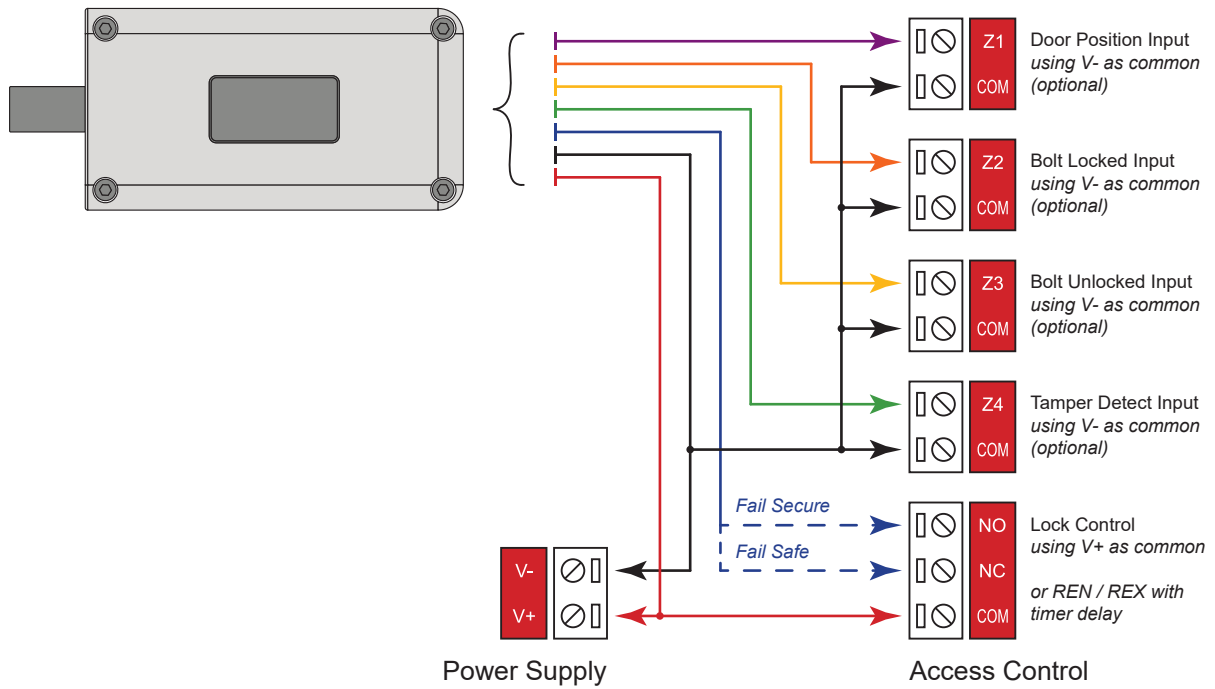 Z1
COM
Door Position Input
using V- as common
(optional)
Z2
COM
Bolt Locked Input
using V- as common
(optional)
Z3
COM
Bolt Unlocked Input
using V- as common
(optional)
Z4
COM
Tamper Detect Input
using V- as common
(optional)
Fail Secure
Fail Safe
NO
NC
COM
Lock Control
using V+ as common
or REN / REX with
timer delay
V-
V+
Power Supply
Access Control